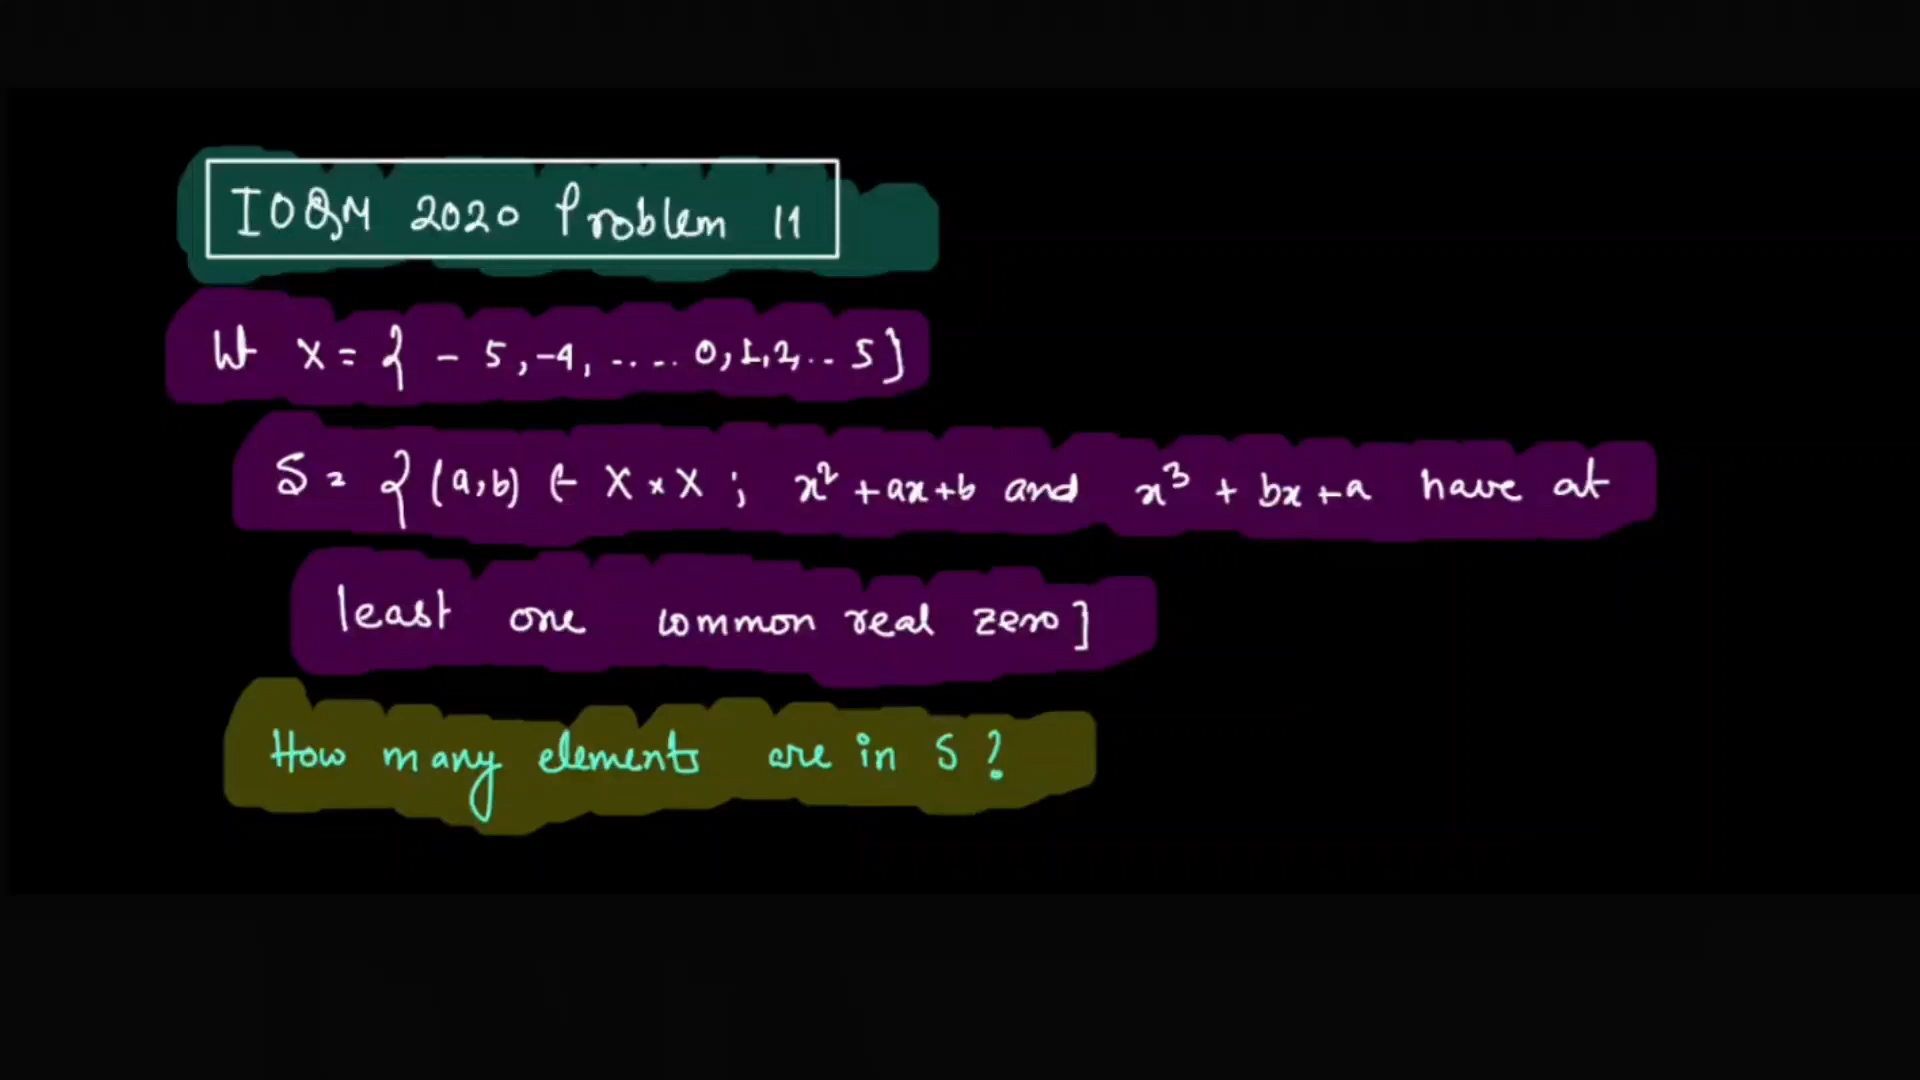 IOQM 2020 Problem 11
Let X = { - 5, -4, ..... 0, 1, 2, .. 5 }
S = { (a,b) ∈ X × X ; x² + ax + b and x³ + bx + a have at
least one common real zero ]
How many elements are in S ?